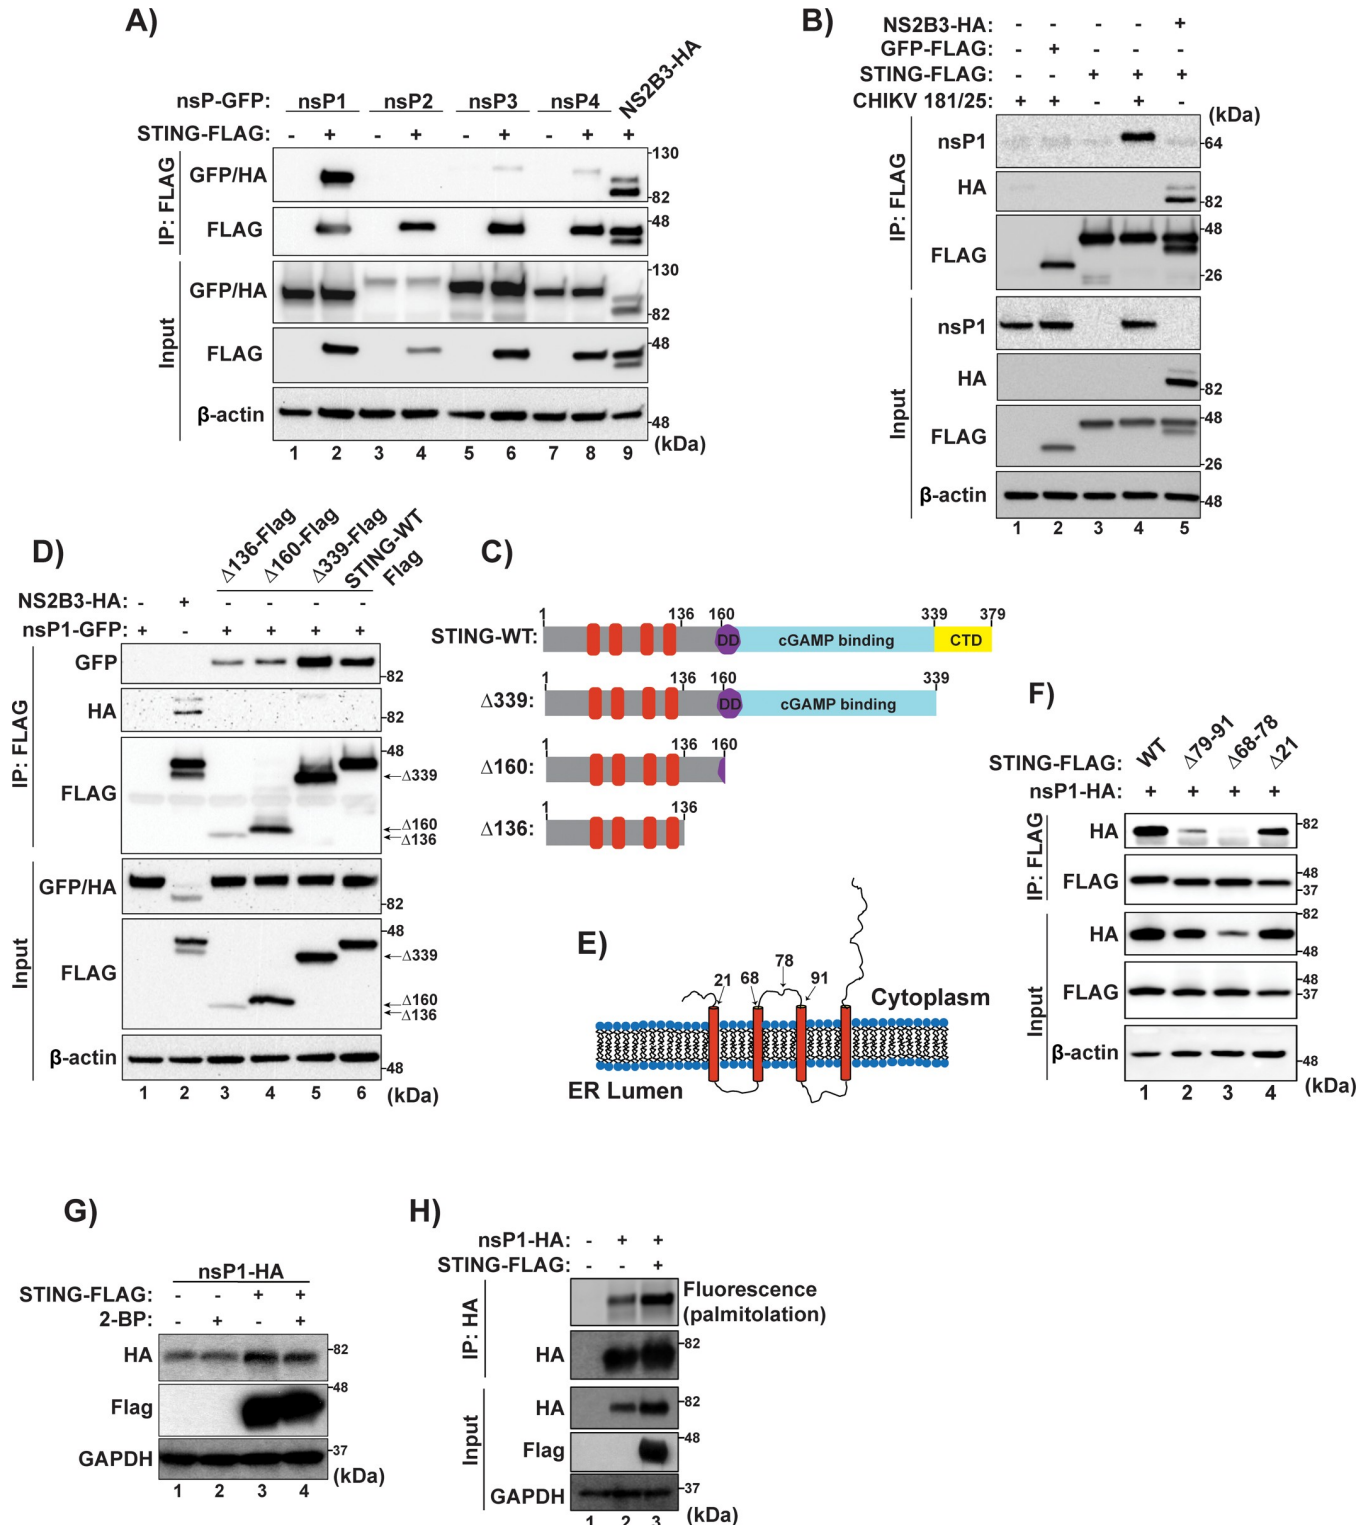 A)
nsP-GFP: nsP1 nsP2 nsP3 nsP4 NS2B3-HA
STING-FLAG: - + - + - + - + +
IP: FLAG
GFP/HA
130
82
FLAG
48
Input
GFP/HA
130
82
FLAG
48
β-actin
48
1 2 3 4 5 6 7 8 9 (kDa)
B)
NS2B3-HA: - - - - +
GFP-FLAG: - + - - -
STING-FLAG: - - + + +
CHIKV 181/25: + + - + -
(kDa)
IP: FLAG
nsP1
64
HA
82
FLAG
48
26
Input
nsP1
HA
82
FLAG
48
26
β-actin
48
1 2 3 4 5
D)
Δ136-Flag Δ160-Flag Δ339-Flag STING-WT Flag
NS2B3-HA: - + - - - -
nsP1-GFP: + - + + + +
IP: FLAG
GFP
82
HA
82
FLAG
48
Δ339
Δ160
Δ136
Input
GFP/HA
82
FLAG
48
Δ339
Δ160
Δ136
β-actin
48
1 2 3 4 5 6 (kDa)
C)
1 136 160 339 379
STING-WT: DD cGAMP binding CTD
1 136 160 339
Δ339: DD cGAMP binding
1 136 160
Δ160:
1 136
Δ136:
E)
21 68 78 91
Cytoplasm
ER Lumen
F)
STING-FLAG: WT Δ79-91 Δ68-78 Δ21
nsP1-HA: + + + +
IP: FLAG
HA
82
FLAG
48
37
Input
HA
82
48
FLAG
48
37
β-actin
48
1 2 3 4 (kDa)
G)
nsP1-HA
STING-FLAG: - - + +
2-BP: - + - +
HA
82
Flag
48
GAPDH
37
1 2 3 4 (kDa)
H)
nsP1-HA: - + +
STING-FLAG: - - +
IP: HA
Fluorescence
(palmitolation)
HA
82
Input
HA
82
Flag
48
GAPDH
37
1 2 3 (kDa)